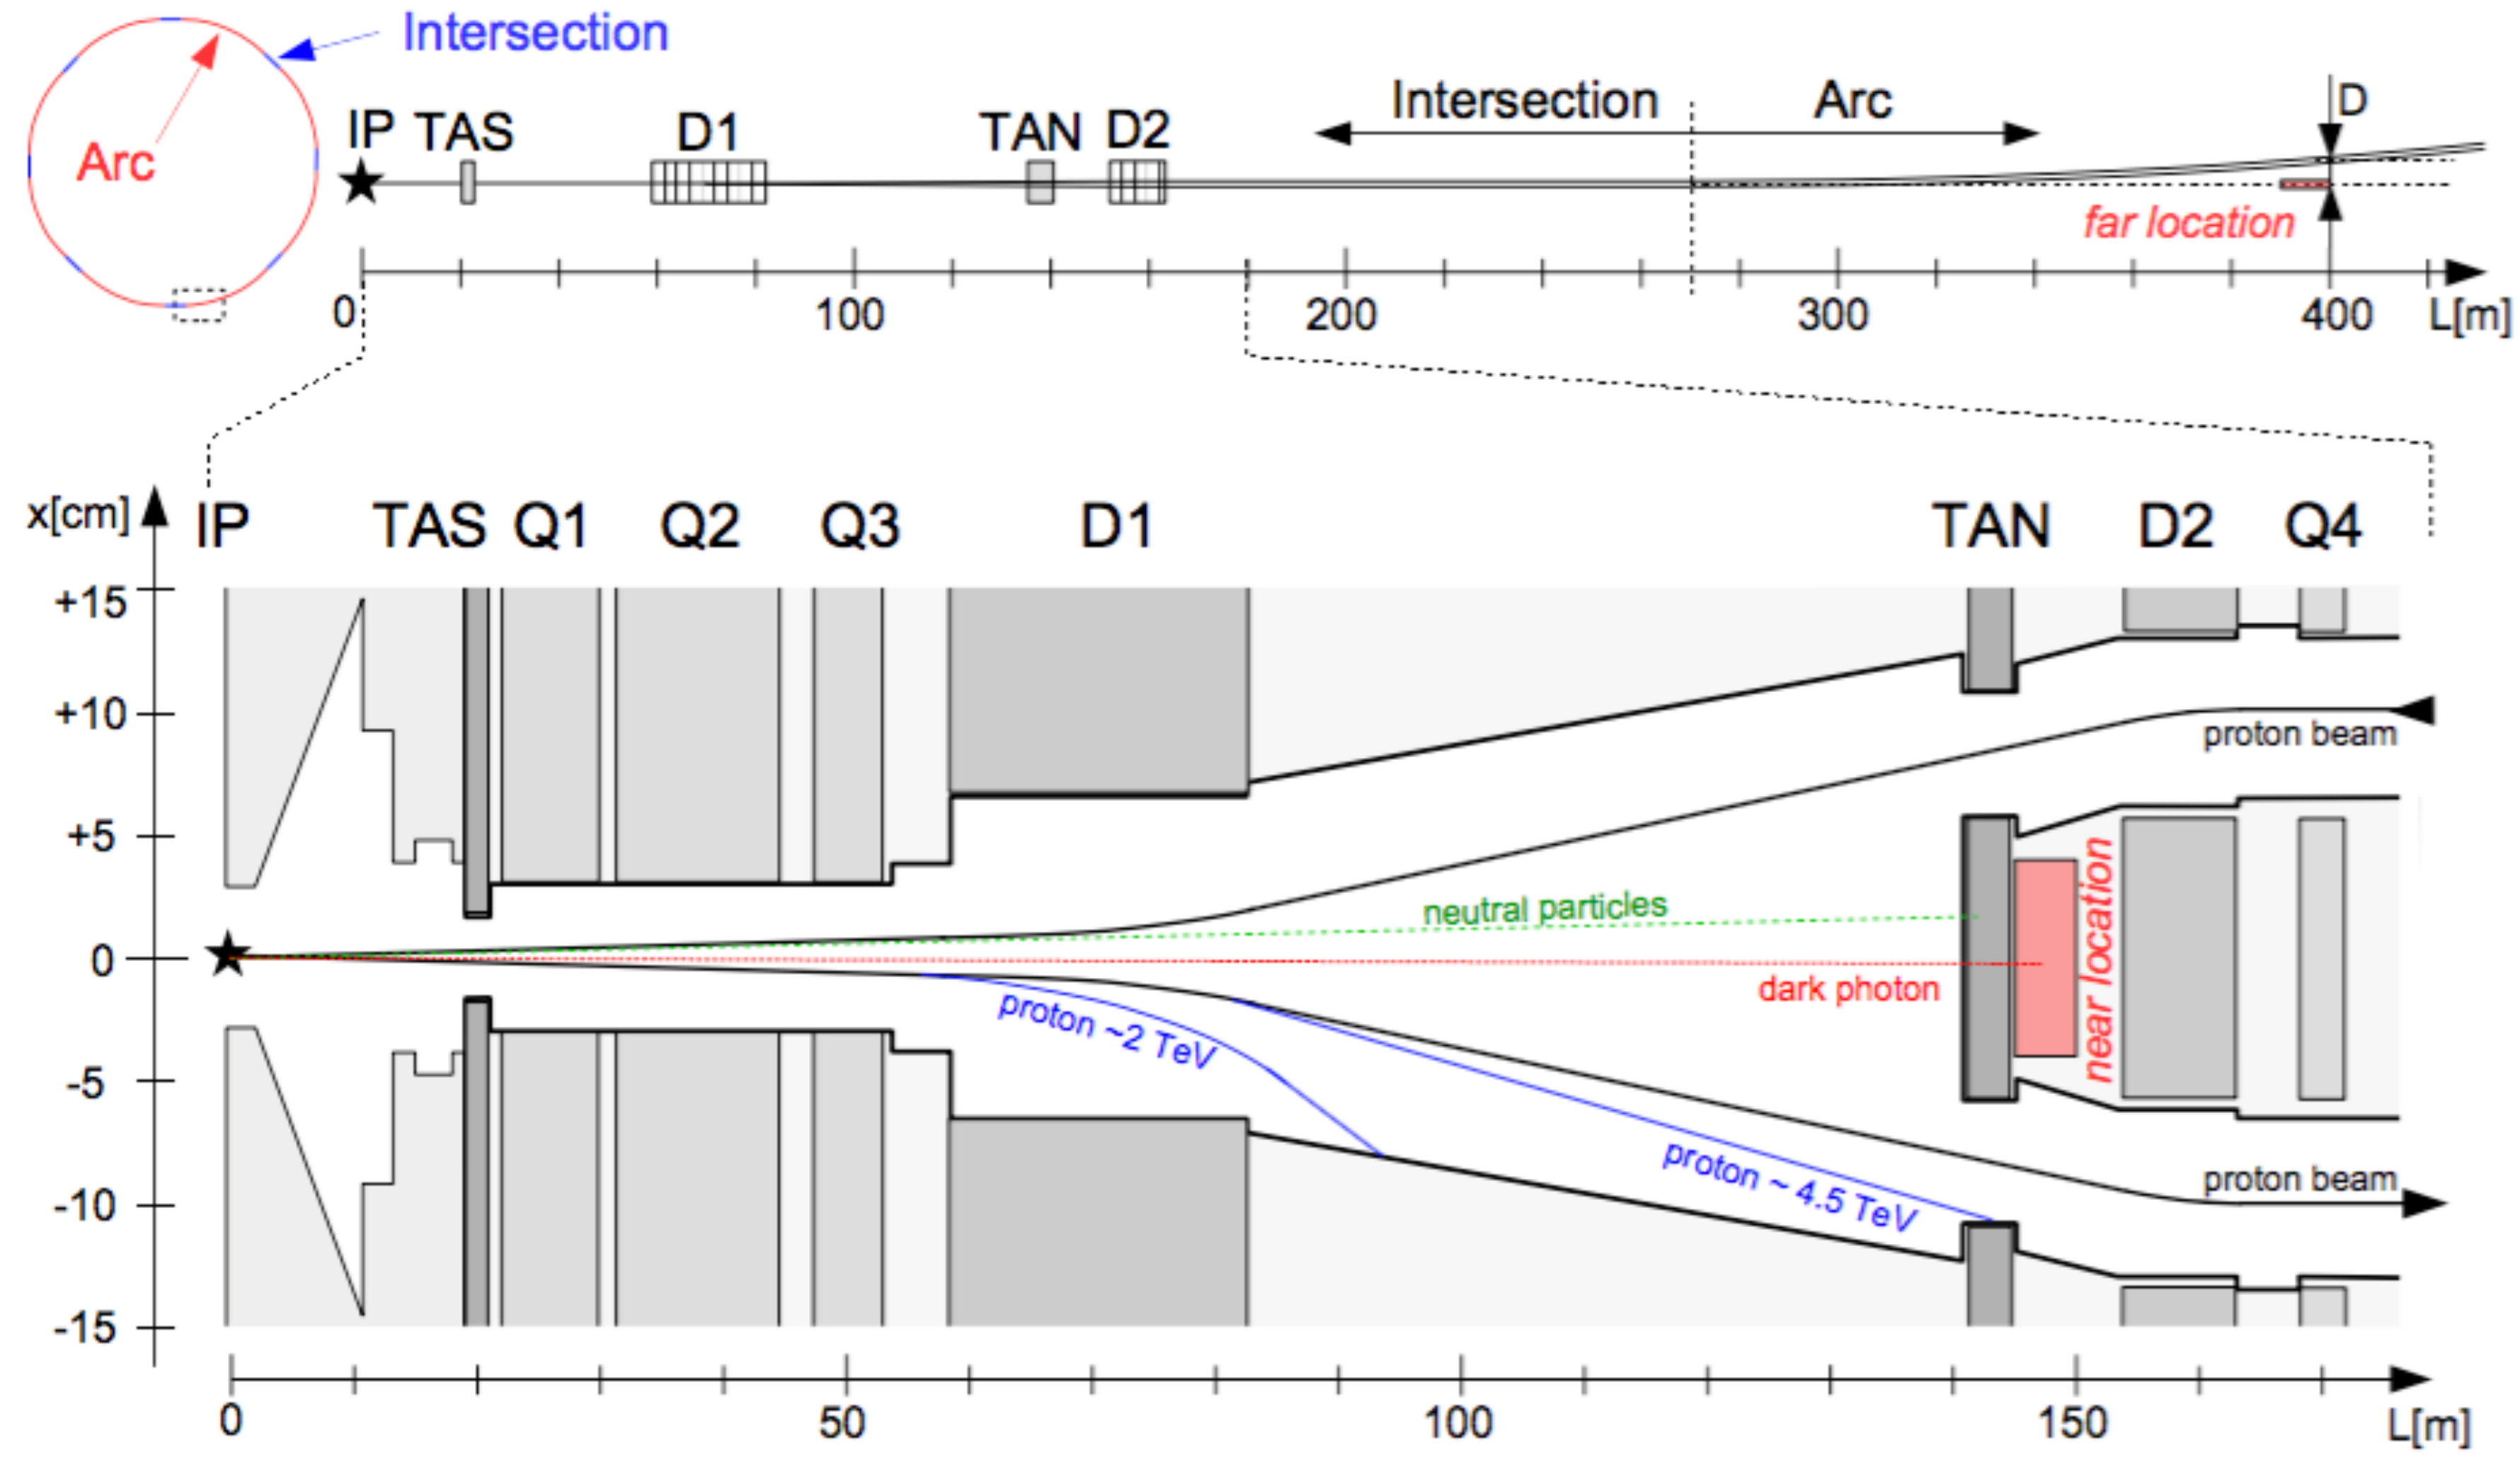 Intersection
Arc
IP TAS D1 TAN D2
Intersection Arc D
far location
0 100 200 300 400 L[m]
x[cm] IP TAS Q1 Q2 Q3 D1 TAN D2 Q4
+15
+10
proton beam
+5
near location
neutral particles
0
dark photon
proton ~2 TeV
-5
proton ~ 4.5 TeV
proton beam
-10
-15
0 50 100 150 L[m]